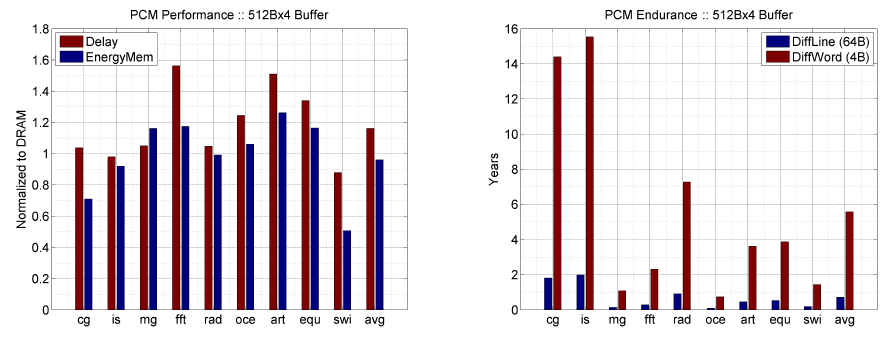 PCM Performance :: 512Bx4 Buffer
1.8
1.6
1.4
1.2
1
0.8
0.6
0.4
0.2
0
Normalized to DRAM
Delay
EnergyMem
cg is mg fft rad oce art equ swi avg
PCM Endurance :: 512Bx4 Buffer
16
14
12
10
8
6
4
2
0
Years
DiffLine (64B)
DiffWord (4B)
cg is mg fft rad oce art equ swi avg